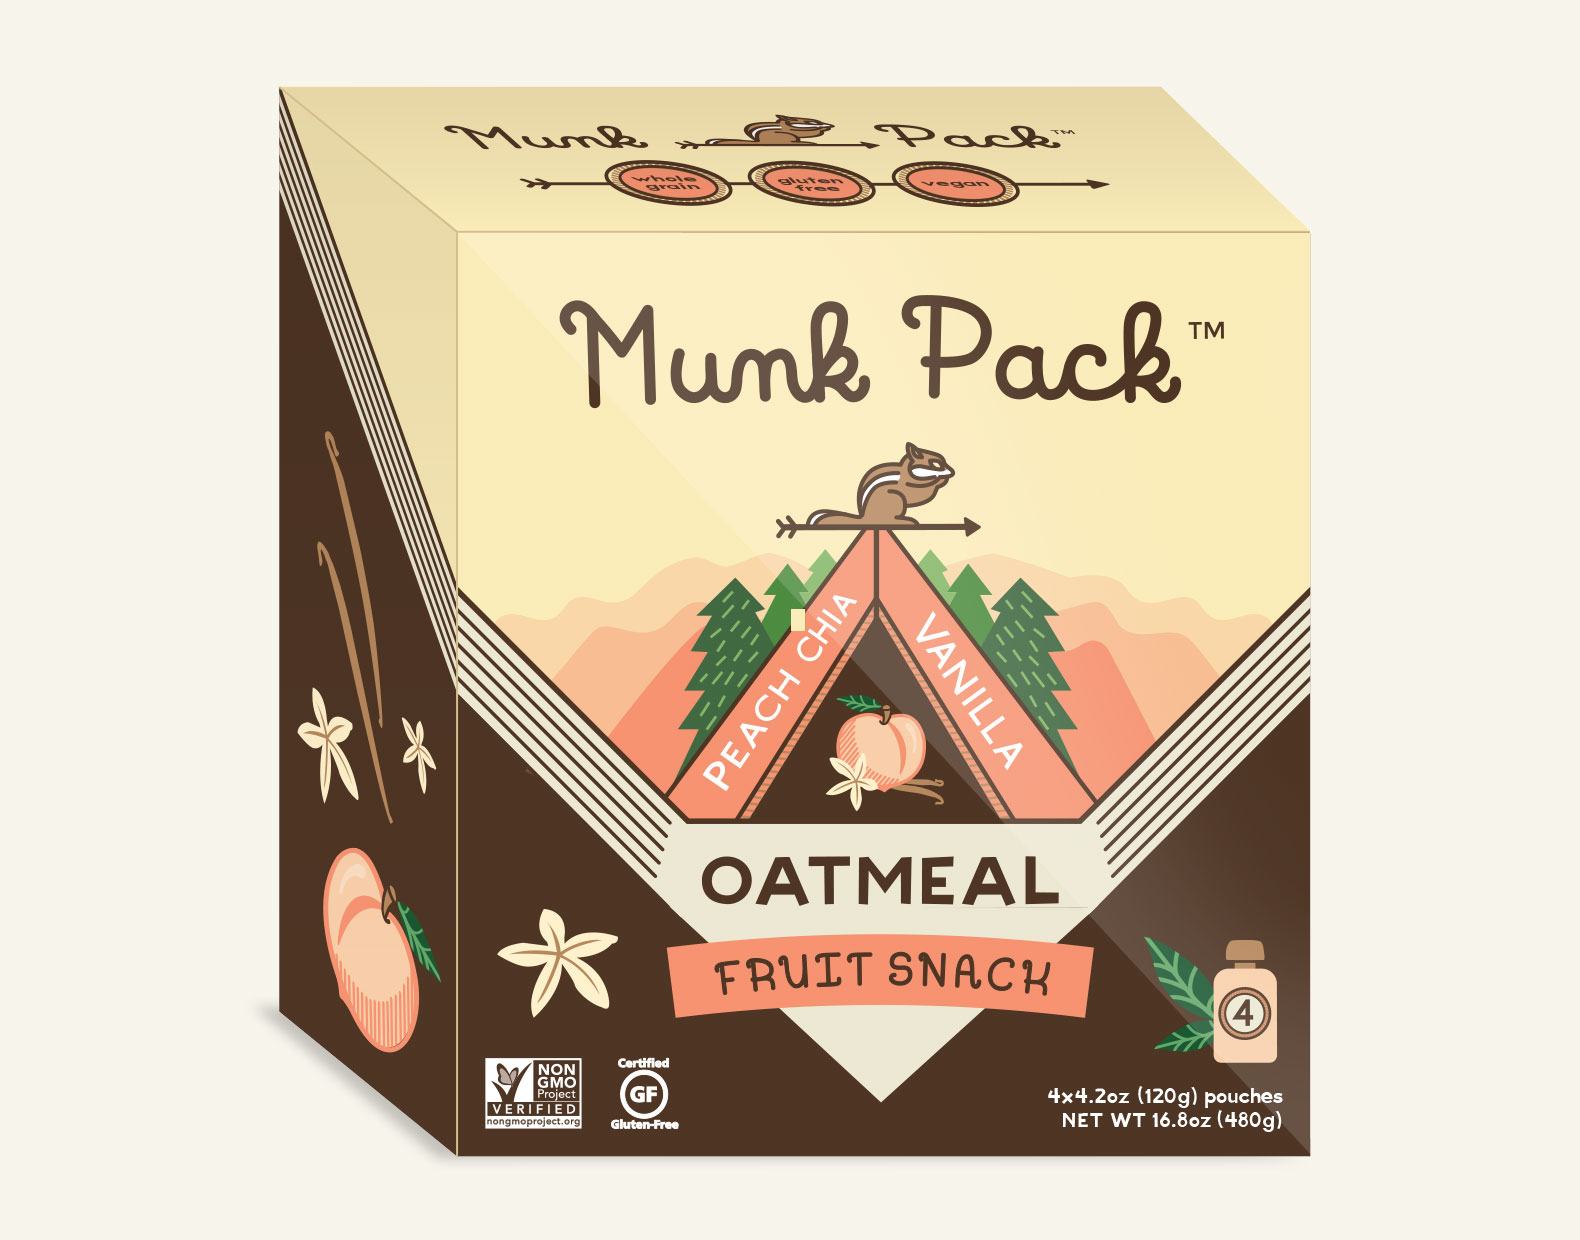 Munk Pack™
whole grain
gluten free
vegan
Munk Pack™
PEACH CHIA
VANILLA
OATMEAL
FRUIT SNACK
4
NON
GMO
Project
VERIFIED
nongmoproject.org
Certified
GF
Gluten-Free
4x4.2oz (120g) pouches
NET WT 16.8oz (480g)